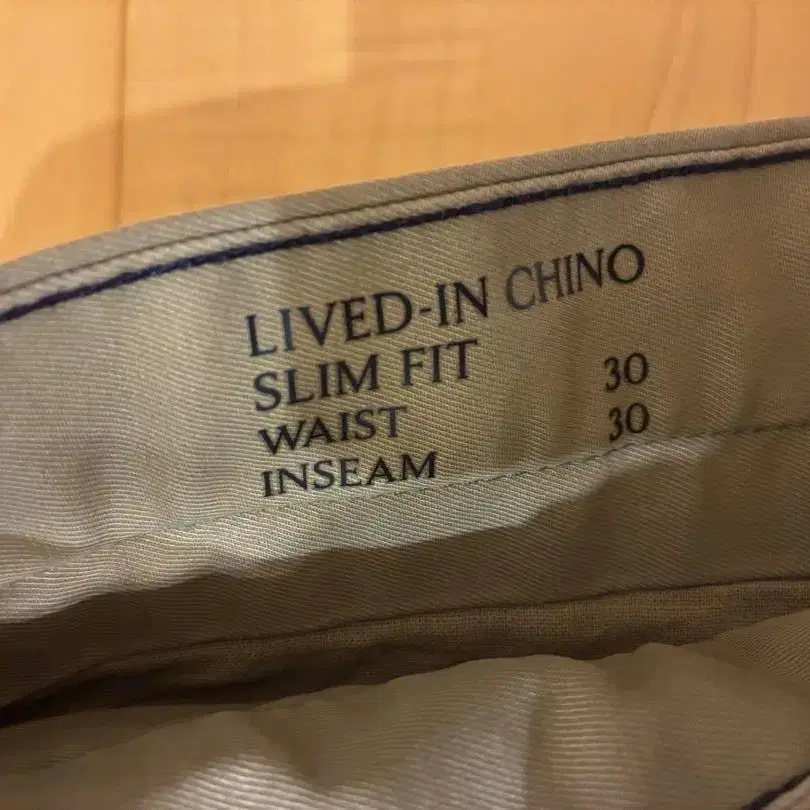 LIVED-IN CHINO
SLIM FIT
WAIST 30
INSEAM 30